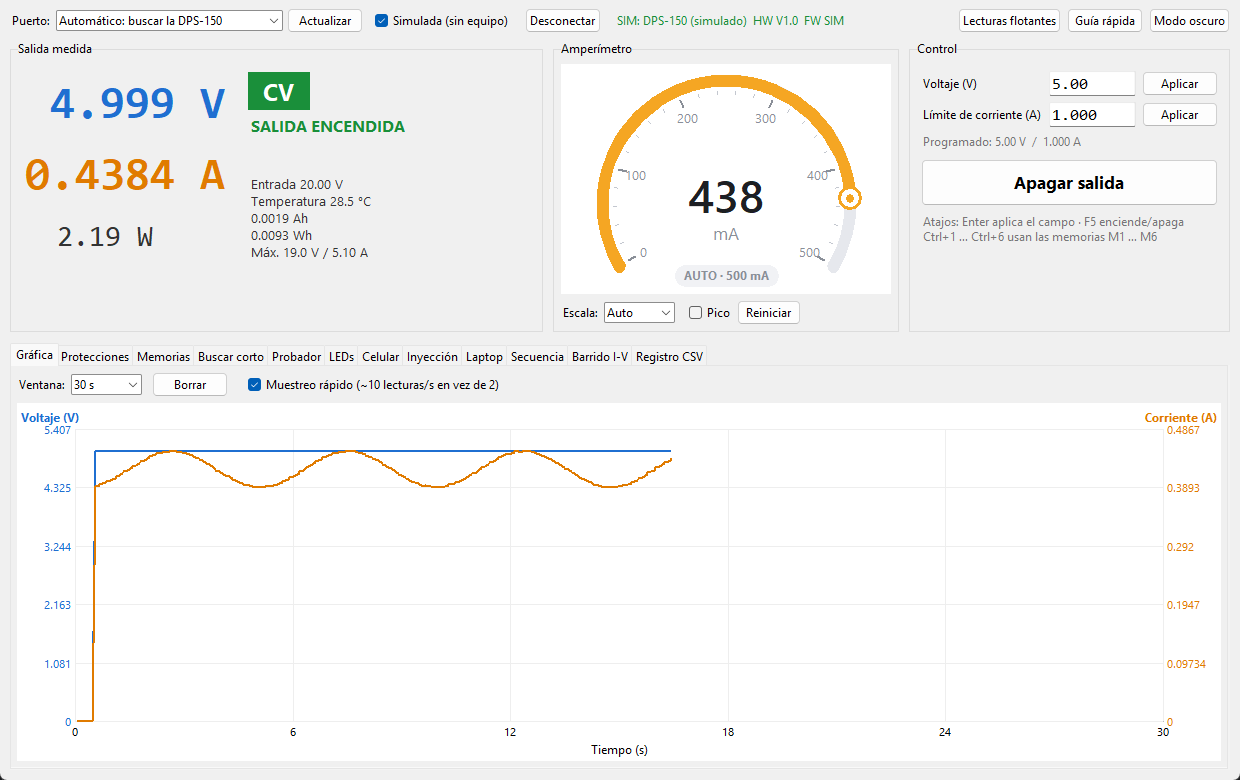 Puerto: Automático: buscar la DPS-150 Actualizar Simulada (sin equipo) Desconectar SIM: DPS-150 (simulado) HW V1.0 FW SIM Lecturas flotantes Guía rápida Modo oscuro
Salida medida
4.999 V
CV
SALIDA ENCENDIDA
0.4384 A
2.19 W
Entrada 20.00 V
Temperatura 28.5 °C
0.0019 Ah
0.0093 Wh
Máx. 19.0 V / 5.10 A
Amperímetro
200 300
100 400
438
mA
0 500
AUTO · 500 mA
Escala: Auto Pico Reiniciar
Control
Voltaje (V) 5.00 Aplicar
Límite de corriente (A) 1.000 Aplicar
Programado: 5.00 V / 1.000 A
Apagar salida
Atajos: Enter aplica el campo · F5 enciende/apaga
Ctrl+1 ... Ctrl+6 usan las memorias M1 ... M6
Gráfica Protecciones Memorias Buscar corto Probador LEDs Celular Inyección Laptop Secuencia Barrido I-V Registro CSV
Ventana: 30 s Borrar Muestreo rápido (~10 lecturas/s en vez de 2)
Voltaje (V) Corriente (A)
5.407 0.4867
4.325 0.3893
3.244 0.292
2.163 0.1947
1.081 0.09734
0 0
0 6 12 18 24 30
Tiempo (s)